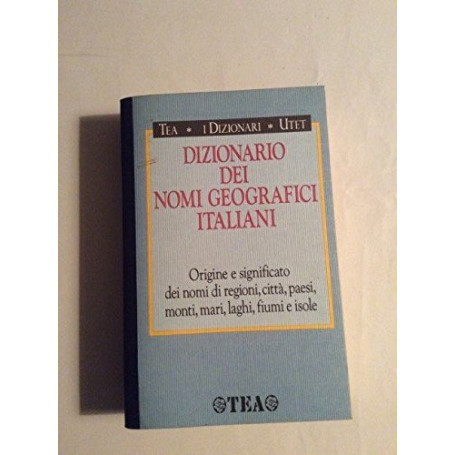 TEA * I DIZIONARI * UTET
DIZIONARIO
DEI
NOMI GEOGRAFICI
ITALIANI
Origine e significato
dei nomi di regioni, città, paesi,
monti, mari, laghi, fiumi e isole
TEA